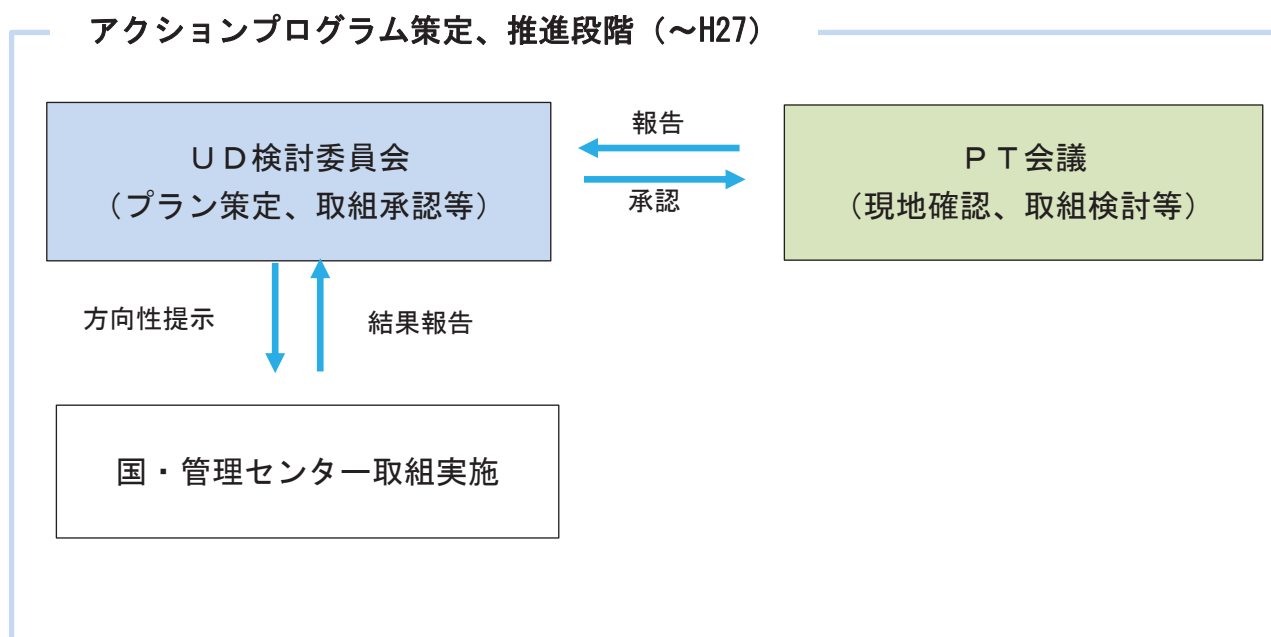 アクションプログラム策定、推進段階（～H27）
ＵＤ検討委員会
（プラン策定、取組承認等）
報告
承認
ＰＴ会議
（現地確認、取組検討等）
方向性提示
結果報告
国・管理センター取組実施